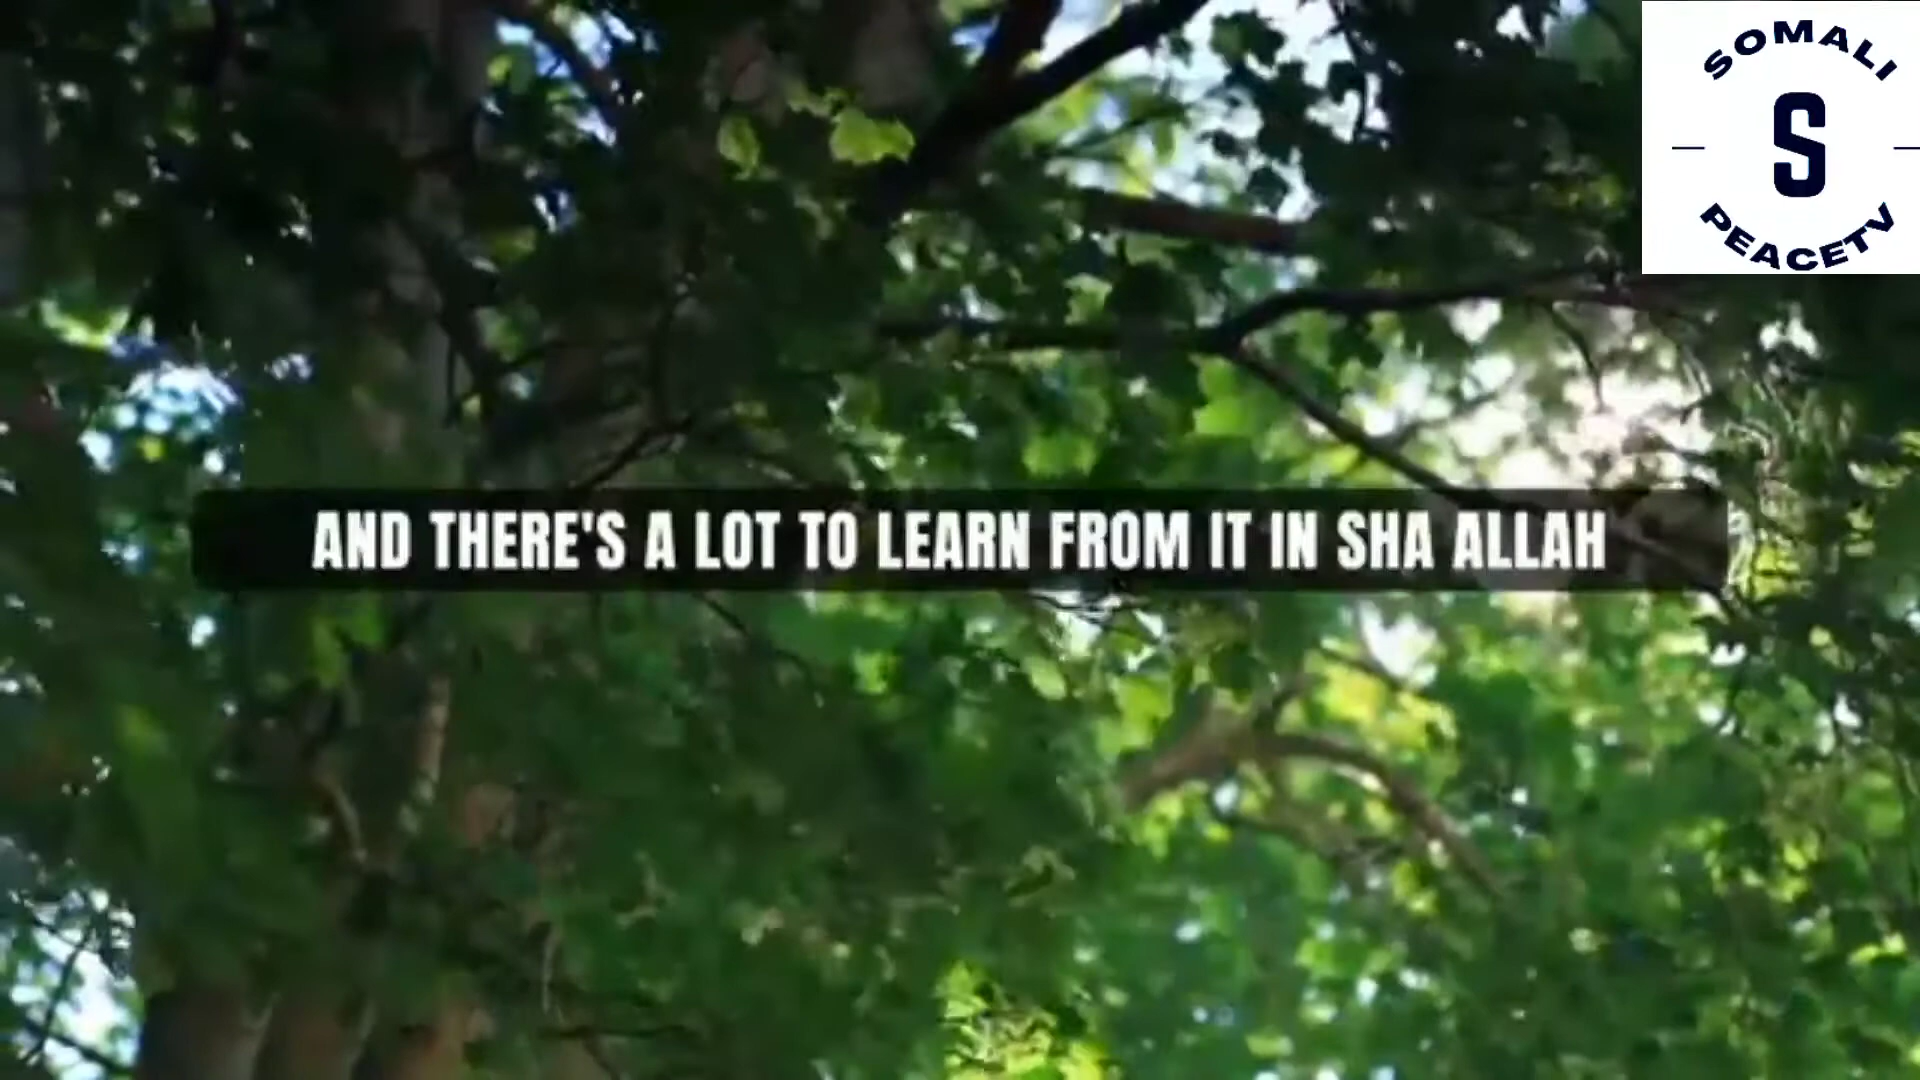 SOMALI
S
PEACETV
AND THERE'S A LOT TO LEARN FROM IT IN SHA ALLAH